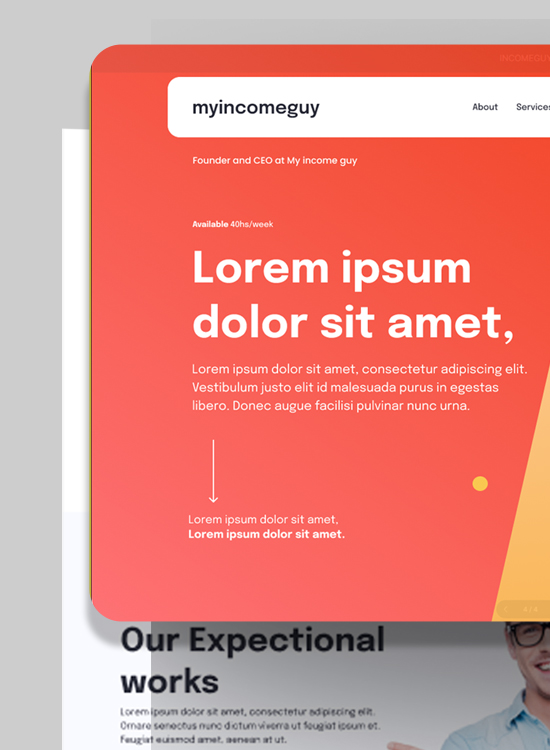 INCOMEGUY
myincomeguy
About Services
Founder and CEO at My income guy
Available 40hs/week
Lorem ipsum
dolor sit amet,
Lorem ipsum dolor sit amet, consectetur adipiscing elit.
Vestibulum justo elit id malesuada purus in egestas
libero. Donec augue facilisi pulvinar nunc urna.
Lorem ipsum dolor sit amet,
Lorem ipsum dolor sit amet.
4 / 4
Our Expectional
works
Lorem ipsum dolor sit amet, consectetur adipiscing elit.
Ornare senectus nunc dictum viverra ut feugiat ipsum et.
Feugiat euismod amet, aenean at ut.